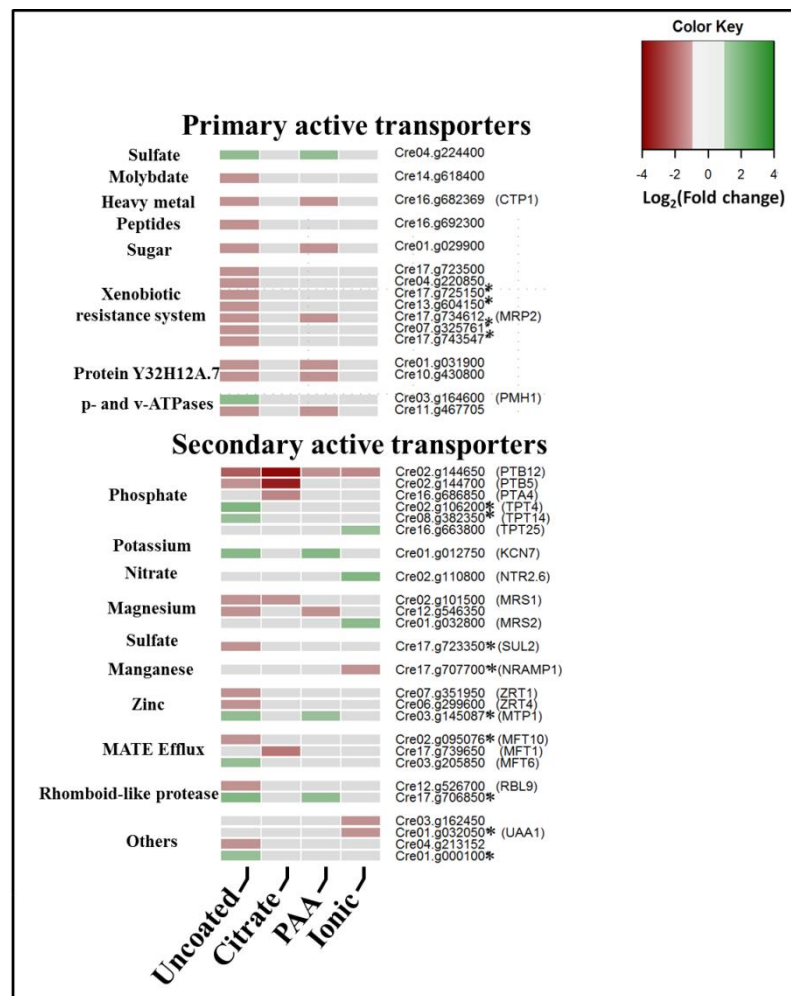 Color Key
-4 -2 0 2 4
Log2(Fold change)
Primary active transporters
Sulfate Cre04.g224400
Molybdate Cre14.g618400
Heavy metal Cre16.g682369 (CTP1)
Peptides Cre16.g692300
Sugar Cre01.g029900
Xenobiotic resistance system
Cre17.g723500
Cre04.g220850*
Cre17.g725150*
Cre13.g604150*
Cre17.g734612 (MRP2)
Cre07.g325761*
Cre17.g743547*
Protein Y32H12A.7
Cre01.g031900
Cre10.g430800
p- and v-ATPases
Cre03.g164600 (PMH1)
Cre11.g467705
Secondary active transporters
Phosphate
Cre02.g144650 (PTB12)
Cre02.g144700 (PTB5)
Cre16.g686850 (PTA4)
Cre02.g106200* (TPT4)
Cre08.g382350* (TPT14)
Cre16.g663800 (TPT25)
Potassium Cre01.g012750 (KCN7)
Nitrate Cre02.g110800 (NTR2.6)
Magnesium
Cre02.g101500 (MRS1)
Cre12.g546350
Cre01.g032800 (MRS2)
Sulfate Cre17.g723350* (SUL2)
Manganese Cre17.g707700* (NRAMP1)
Zinc
Cre07.g351950 (ZRT1)
Cre06.g299600 (ZRT4)
Cre03.g145087* (MTP1)
MATE Efflux
Cre02.g095076* (MFT10)
Cre17.g739650 (MFT1)
Cre03.g205850 (MFT6)
Rhomboid-like protease
Cre12.g526700 (RBL9)
Cre17.g706850*
Others
Cre03.g162450
Cre01.g032050* (UAA1)
Cre04.g213152
Cre01.g000100*
Uncoated
Citrate
PAA
Ionic